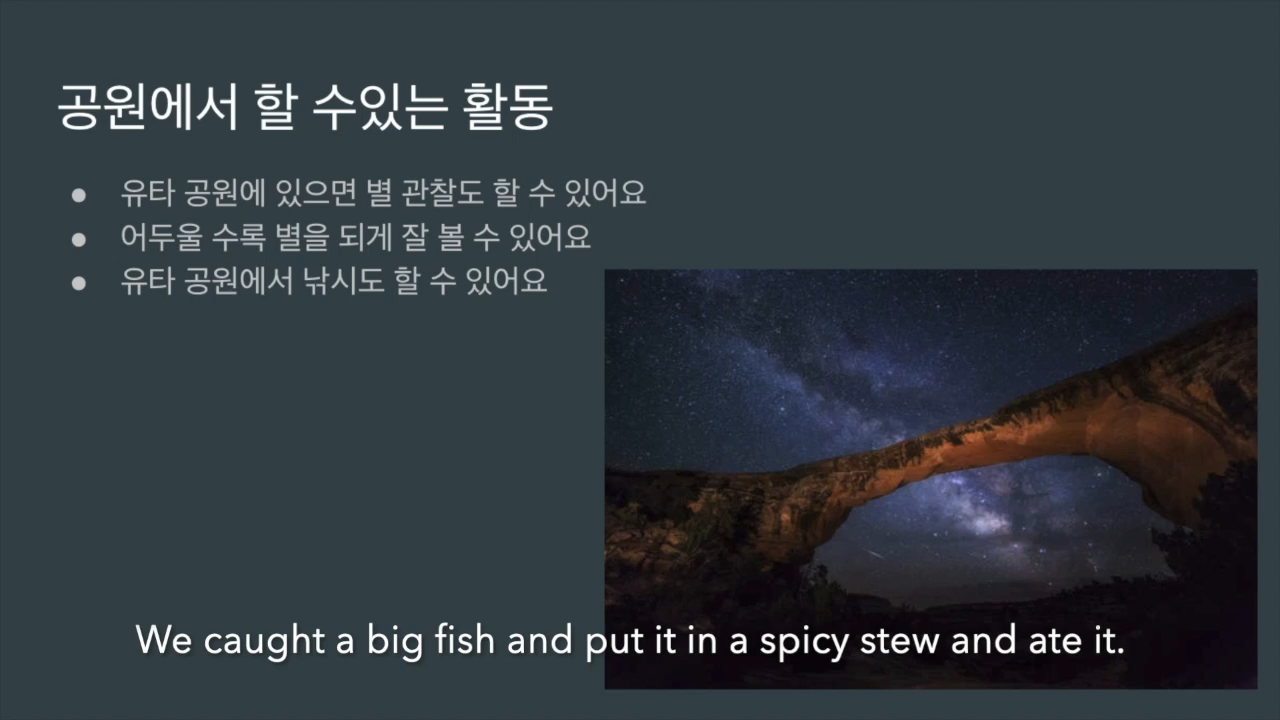 공원에서 할 수있는 활동
● 유타 공원에 있으면 별 관찰도 할 수 있어요
● 어두울 수록 별을 되게 잘 볼 수 있어요
● 유타 공원에서 낚시도 할 수 있어요
We caught a big fish and put it in a spicy stew and ate it.